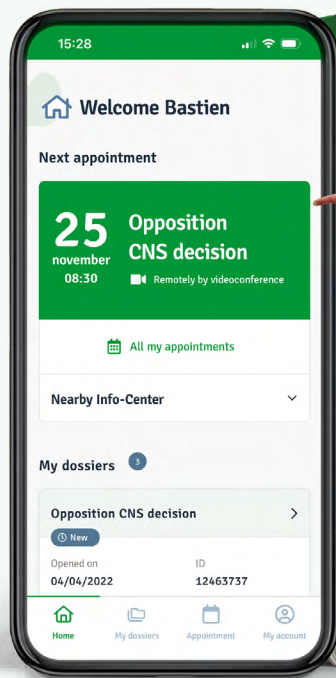 15:28
Welcome Bastien
Next appointment
25
november
08:30
Opposition
CNS decision
Remotely by videoconference
All my appointments
Nearby Info-Center
My dossiers 3
Opposition CNS decision
New
Opened on ID
04/04/2022 12463737
Home My dossiers Appointment My account